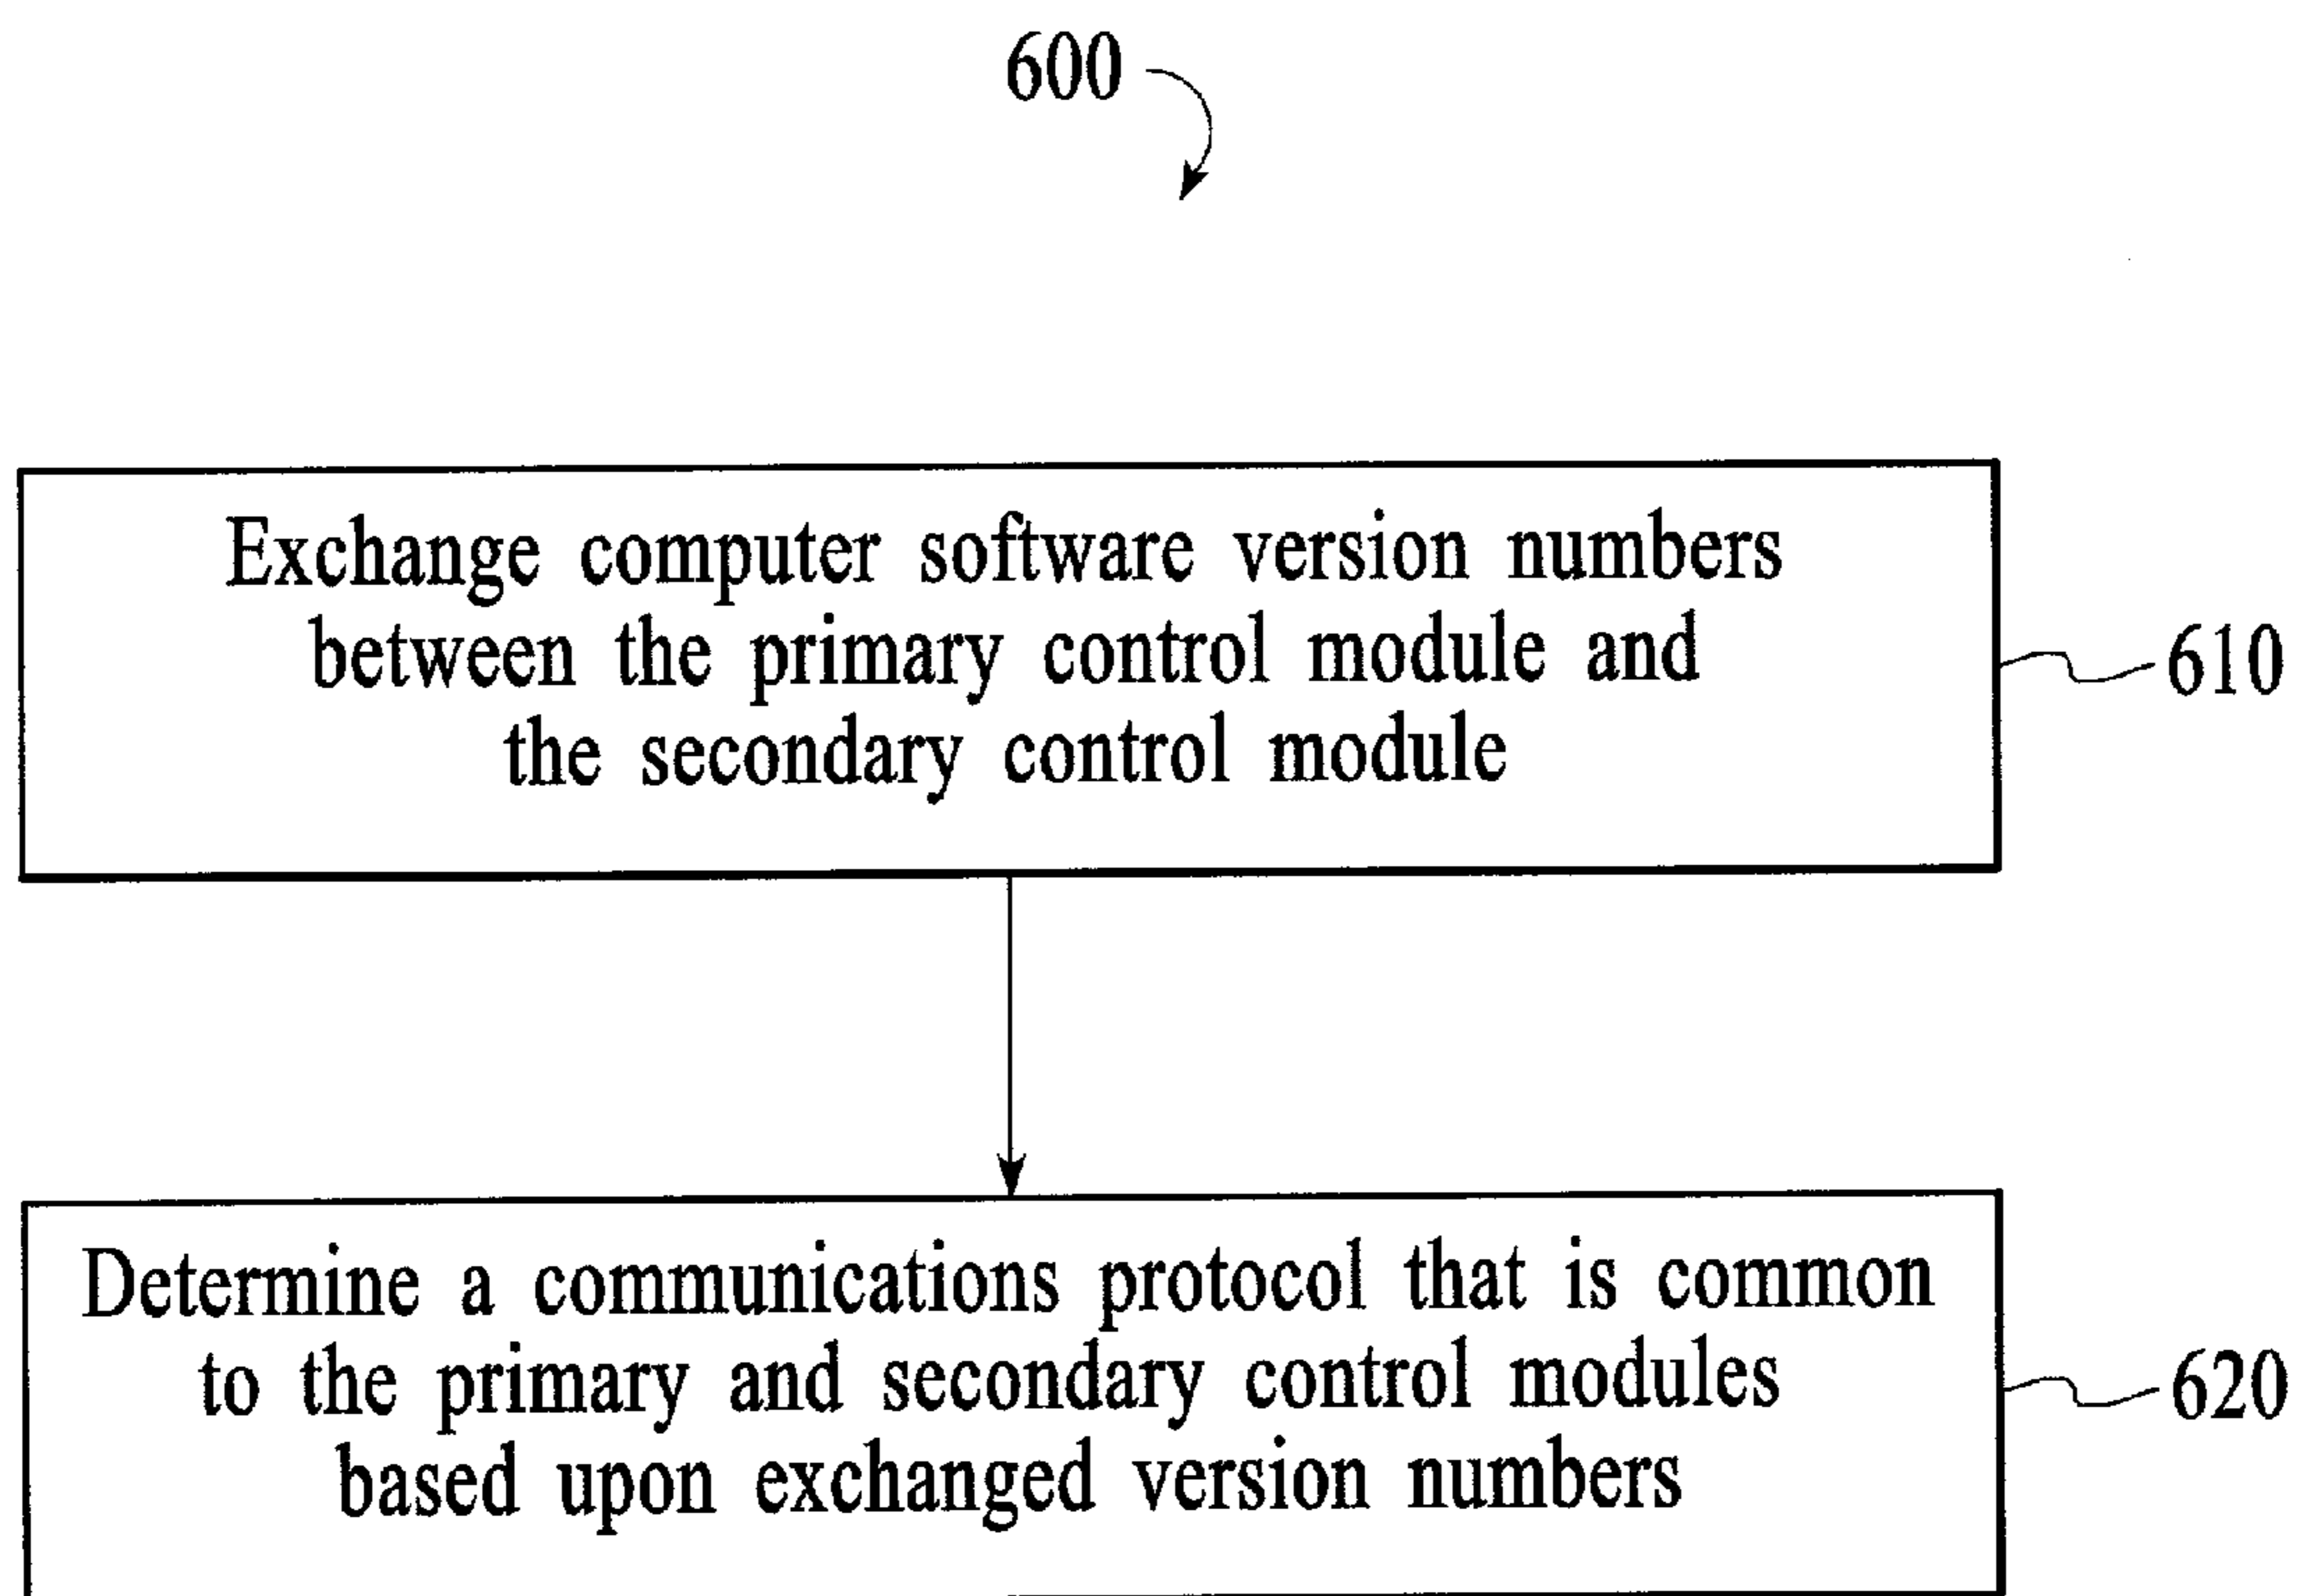 600
Exchange computer software version numbers
between the primary control module and
the secondary control module
610
Determine a communications protocol that is common
to the primary and secondary control modules
based upon exchanged version numbers
620